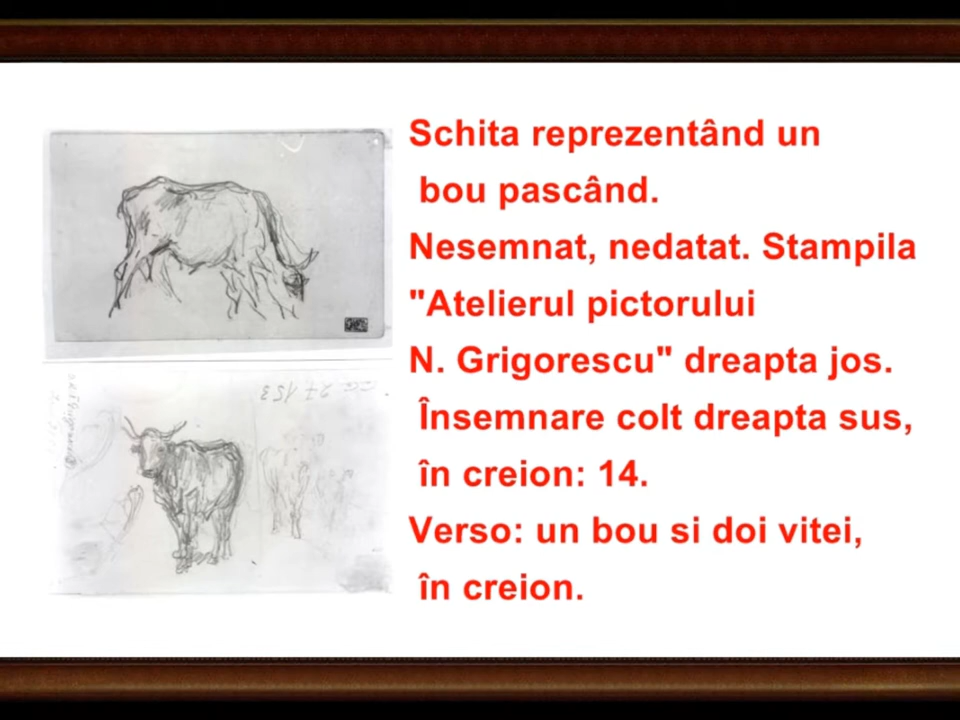 Schita reprezentând un
bou pascând.
Nesemnat, nedatat. Stampila
"Atelierul pictorului
N. Grigorescu" dreapta jos.
Însemnare colt dreapta sus,
în creion: 14.
Verso: un bou si doi vitei,
în creion.